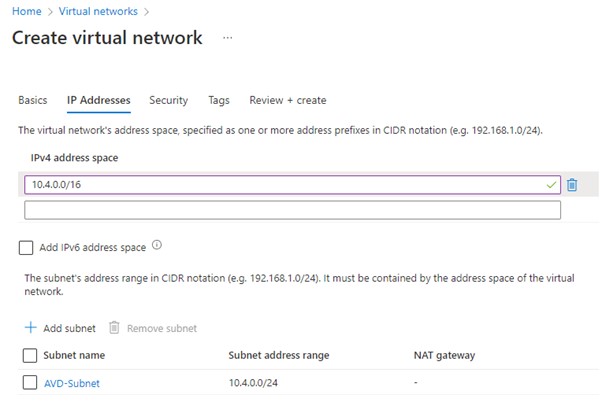 Home > Virtual networks >
Create virtual network ...
Basics IP Addresses Security Tags Review + create
The virtual network's address space, specified as one or more address prefixes in CIDR notation (e.g. 192.168.1.0/24).
IPv4 address space
10.4.0.0/16
Add IPv6 address space
The subnet's address range in CIDR notation (e.g. 192.168.1.0/24). It must be contained by the address space of the virtual
network.
+ Add subnet Remove subnet
Subnet name Subnet address range NAT gateway
AVD-Subnet 10.4.0.0/24 -